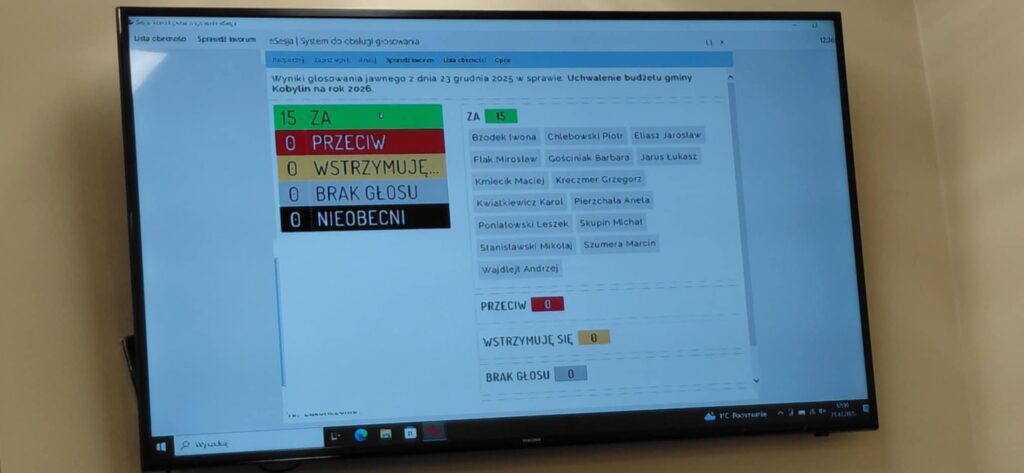 Lista obecności Sprawdź kworum
eSesja | System do obsługi głosowania
12:36
Sprawdź kworum Lista obecności Opcje
Wyniki głosowania jawnego z dnia 23 grudnia 2025 w sprawie: Uchwalenie budżetu gminy
Kobylin na rok 2026.
15 ZA
0 PRZECIW
0 WSTRZYMUJĘ...
0 BRAK GŁOSU
0 NIEOBECNI
ZA 15
Bzodek Iwona Chlebowski Piotr Eliasz Jarosław
Flak Mirosław Gościniak Barbara Jarus Łukasz
Kmiecik Maciej Kreczmer Grzegorz
Kwiatkiewicz Karol Pierzchała Aneta
Poniatowski Leszek Skupin Michał
Stanisławski Mikołaj Szumera Marcin
Wajdlejt Andrzej
PRZECIW 0
WSTRZYMUJĘ SIĘ 0
BRAK GŁOSU 0
Wyszukaj
1°C Pochmurnie
SAMSUNG